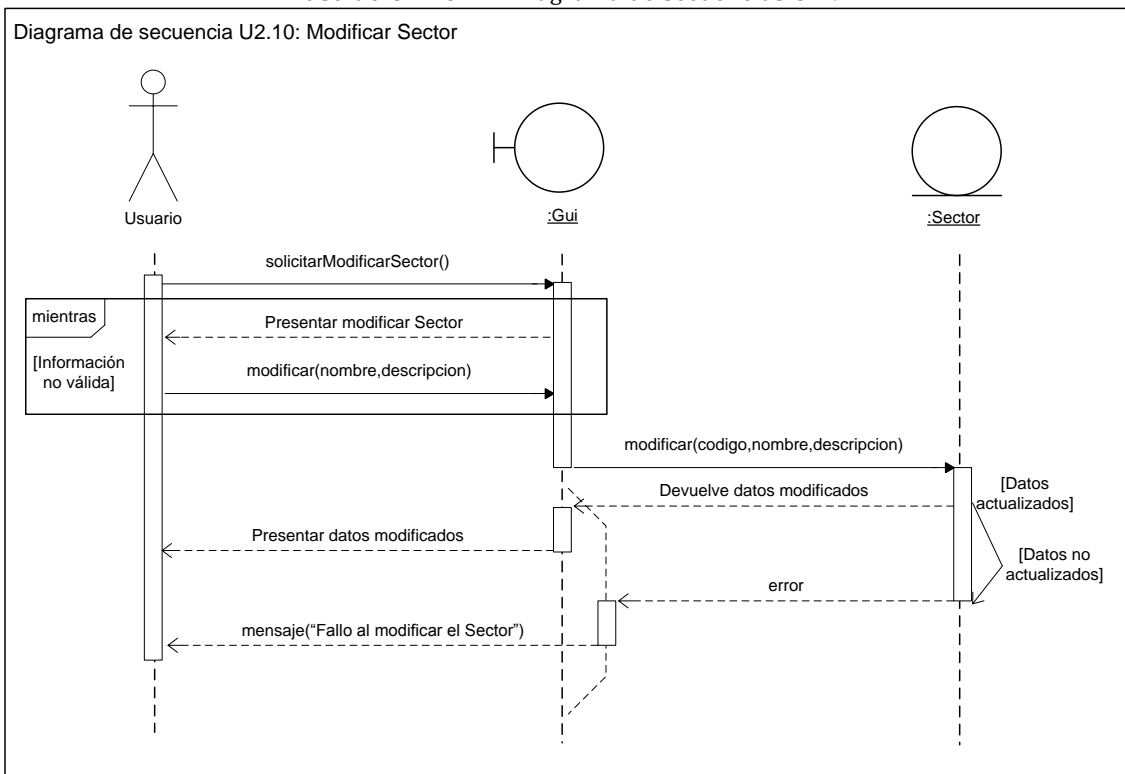 Diagrama de secuencia U2.10: Modificar Sector
Usuario
:Gui
:Sector
solicitarModificarSector()
mientras
Presentar modificar Sector
[Información
no válida]
modificar(nombre,descripcion)
modificar(codigo,nombre,descripcion)
Devuelve datos modificados
[Datos
actualizados]
Presentar datos modificados
[Datos no
actualizados]
error
mensaje(“Fallo al modificar el Sector”)